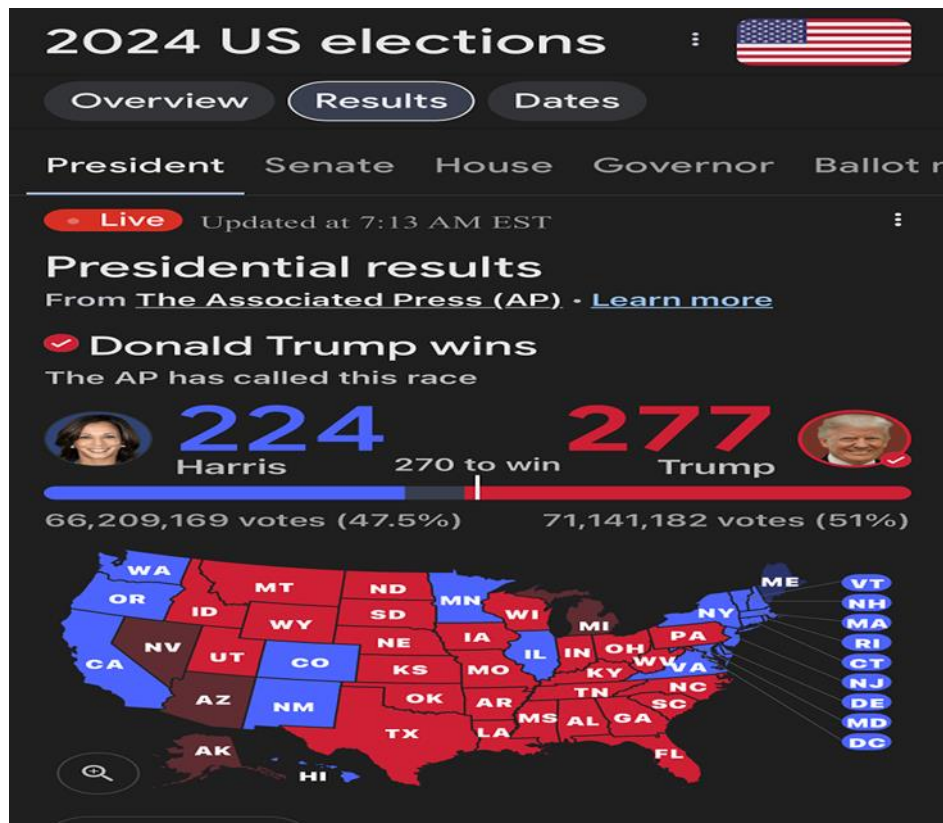 2024 US elections
Overview Results Dates
President Senate House Governor Ballot r
Live Updated at 7:13 AM EST
Presidential results
From The Associated Press (AP) · Learn more
Donald Trump wins
The AP has called this race
224 277
Harris 270 to win Trump
66,209,169 votes (47.5%) 71,141,182 votes (51%)
WA MT ND ME VT
OR ID SD MN WI NH
WY MI NY MA
NV NE IA PA RI
CA UT CO KS MO IL IN OH WV VA CT
KY NJ
AZ NM OK AR TN NC DE
MS AL GA SC MD
TX LA DC
AK FL
HI